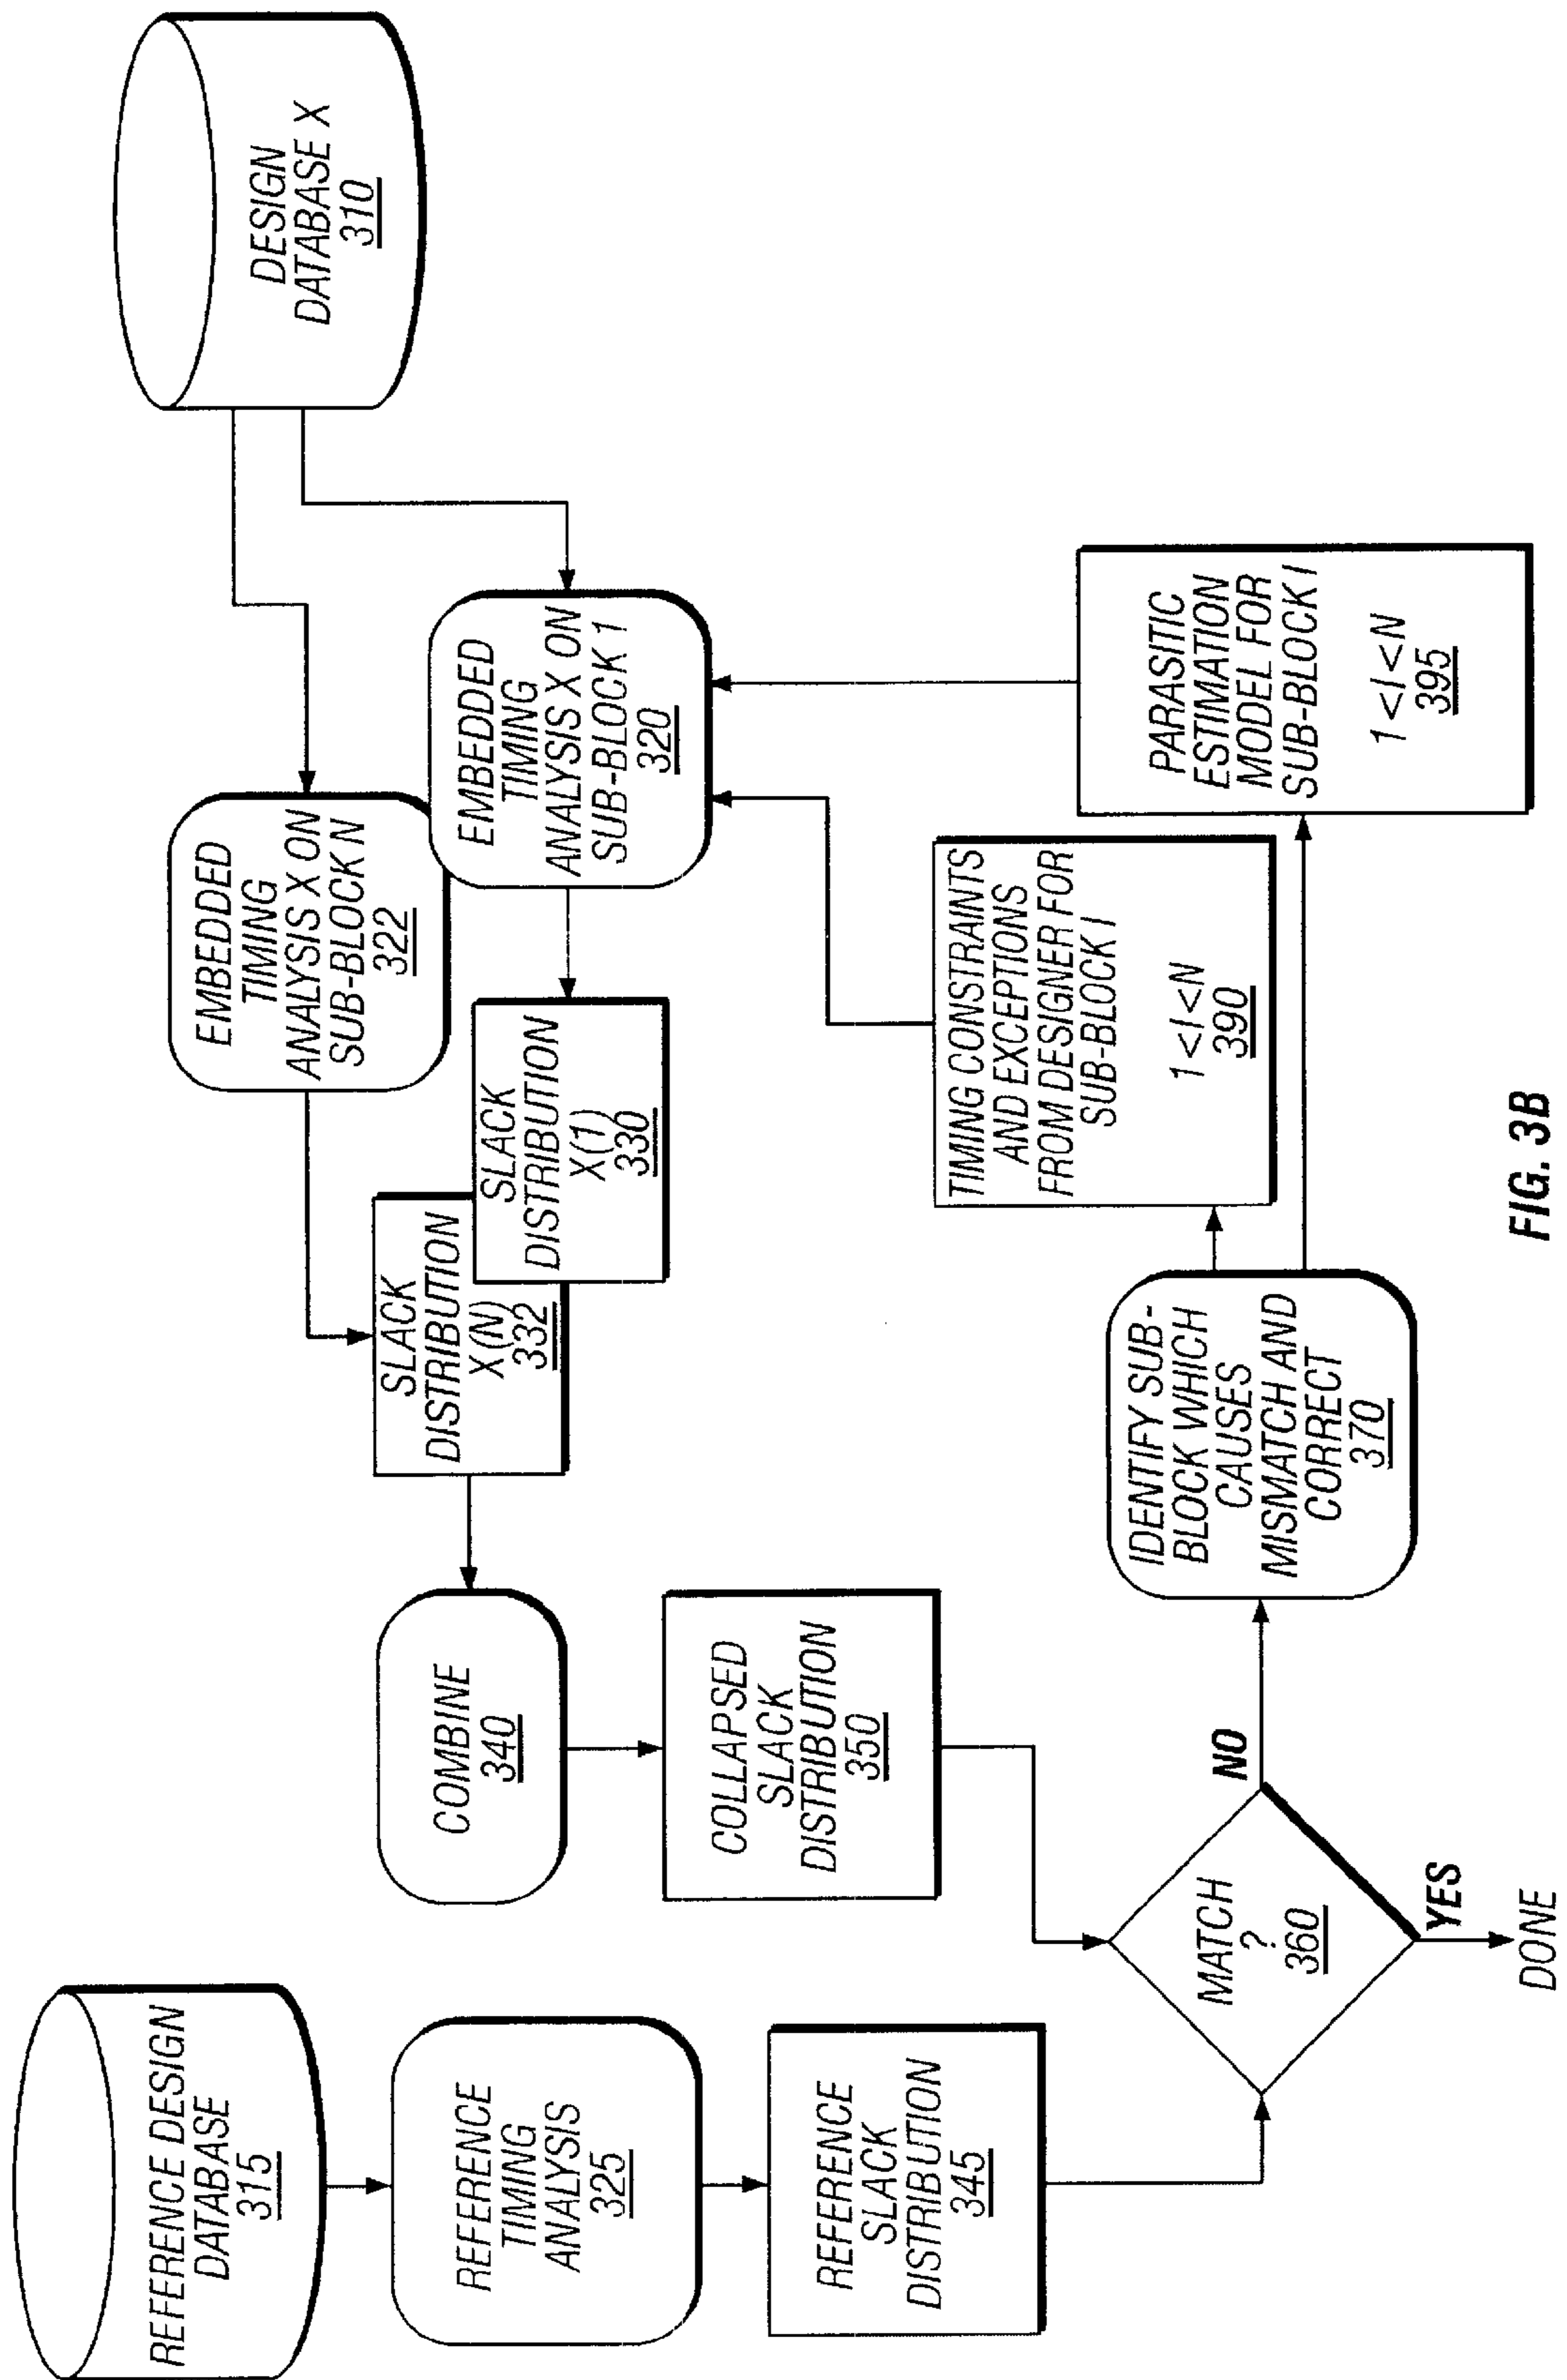 REFERENCE DESIGN
DATABASE
315
REFERENCE
TIMING
ANALYSIS
325
REFERENCE
SLACK
DISTRIBUTION
345
COMBINE
340
COLLAPSED
SLACK
DISTRIBUTION
350
MATCH
?
360
NO
YES
DONE
SLACK
DISTRIBUTION
X(N)
332
SLACK
DISTRIBUTION
X(1)
330
EMBEDDED
TIMING
ANALYSIS X ON
SUB-BLOCK N
322
EMBEDDED
TIMING
ANALYSIS X ON
SUB-BLOCK 1
320
DESIGN
DATABASE X
310
IDENTIFY SUB-
BLOCK WHICH
CAUSES
MISMATCH AND
CORRECT
370
TIMING CONSTRAINTS
AND EXCEPTIONS
FROM DESIGNER FOR
SUB-BLOCK I
1<I<N
390
PARASITIC
ESTIMATION
MODEL FOR
SUB-BLOCK I
1<I<N
395
FIG. 3B